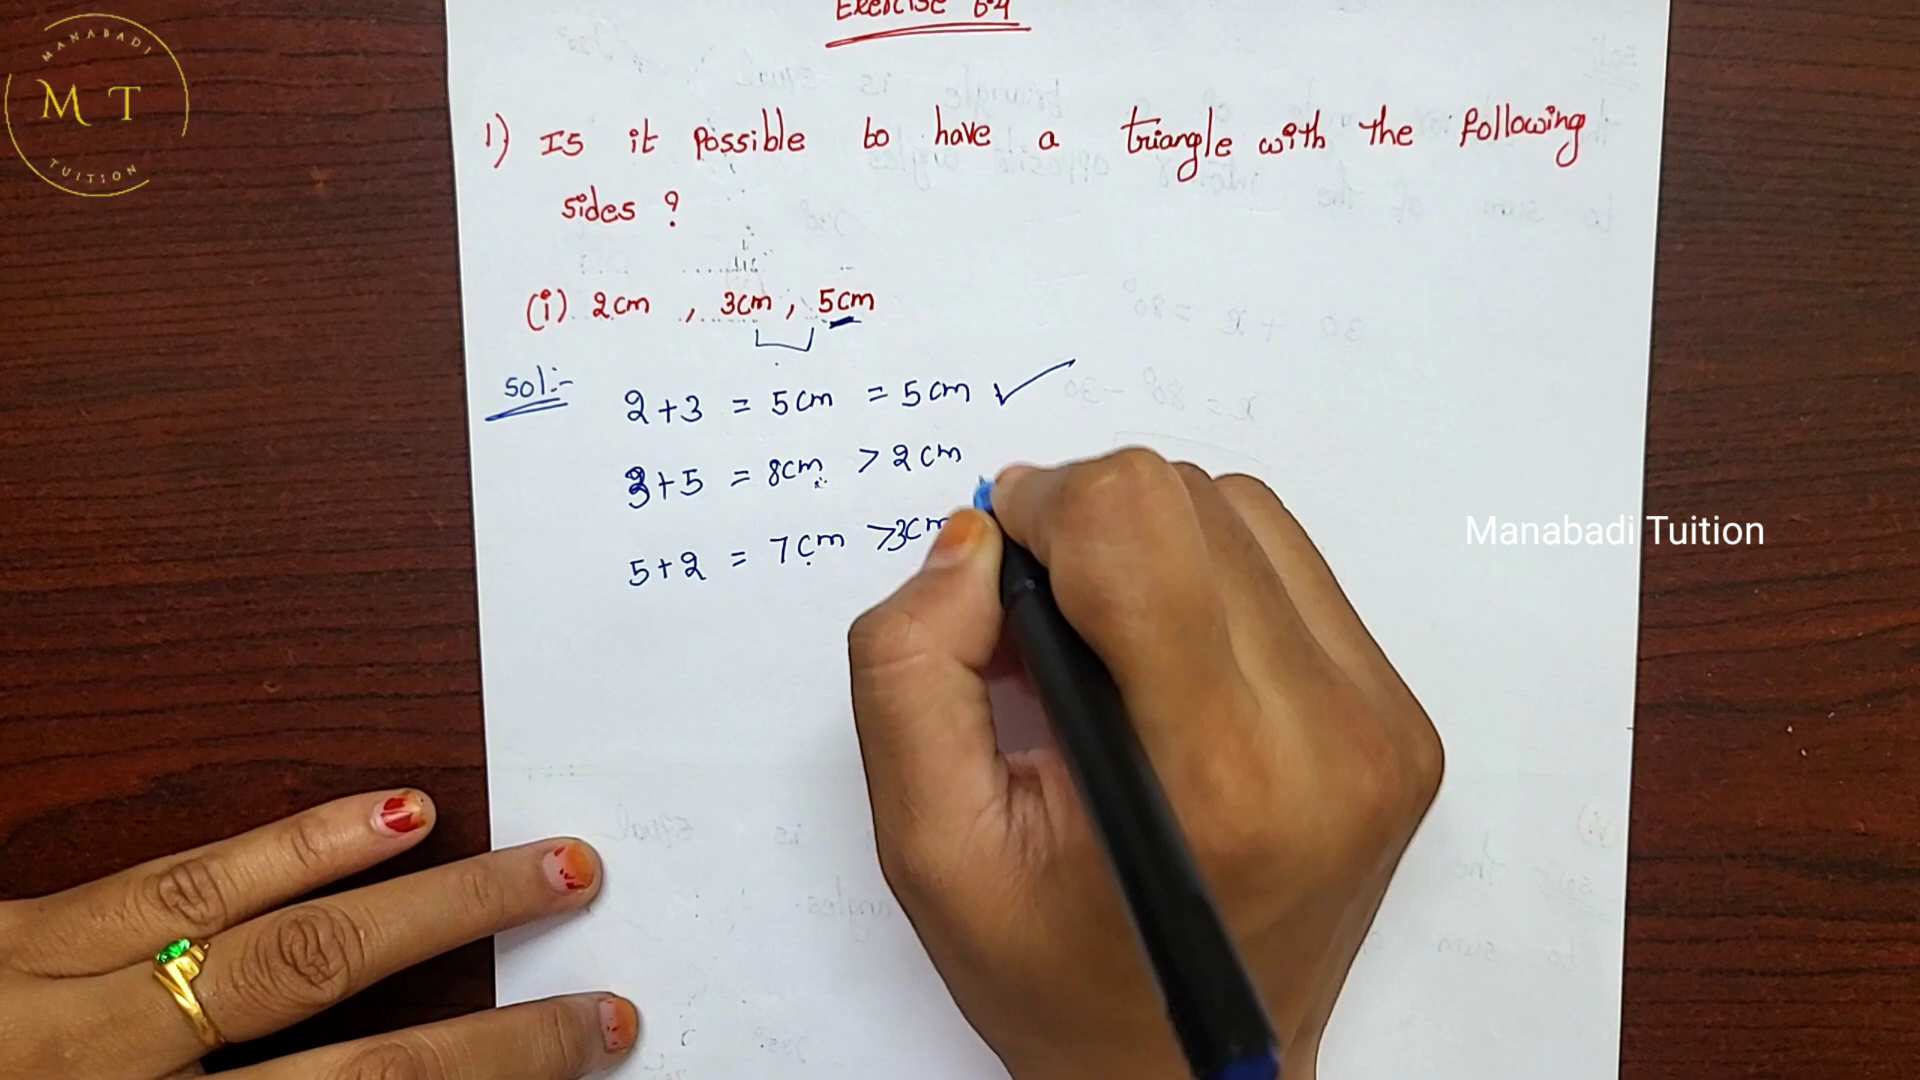 MANABADI
M T
TUITION
Exercise 6.4
1) Is it possible to have a triangle with the following
sides ?
(i) 2cm , 3cm , 5cm
Sol:-
2+3 = 5cm = 5cm ✓
3+5 = 8cm > 2cm
5+2 = 7cm >3cm
Manabadi Tuition